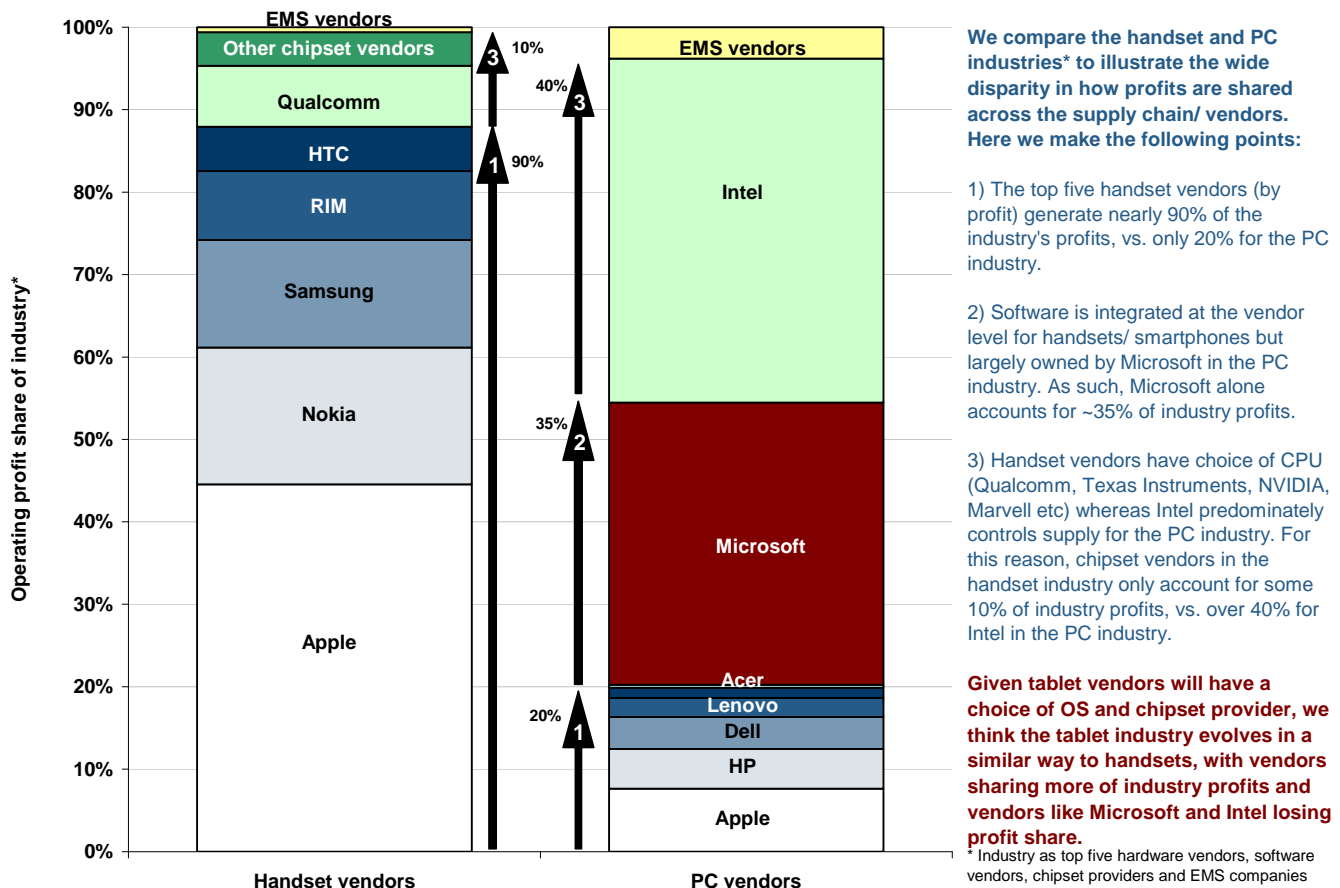 Operating profit share of industry*
100%
90%
80%
70%
60%
50%
40%
30%
20%
10%
0%
EMS vendors
Other chipset vendors
Qualcomm
HTC
RIM
Samsung
Nokia
Apple
Handset vendors
3
10%
1
90%
40%
3
35%
2
20%
1
EMS vendors
Intel
Microsoft
Acer
Lenovo
Dell
HP
Apple
PC vendors
We compare the handset and PC
industries* to illustrate the wide
disparity in how profits are shared
across the supply chain/ vendors.
Here we make the following points:
1) The top five handset vendors (by
profit) generate nearly 90% of the
industry's profits, vs. only 20% for the PC
industry.
2) Software is integrated at the vendor
level for handsets/ smartphones but
largely owned by Microsoft in the PC
industry. As such, Microsoft alone
accounts for ~35% of industry profits.
3) Handset vendors have choice of CPU
(Qualcomm, Texas Instruments, NVIDIA,
Marvell etc) whereas Intel predominately
controls supply for the PC industry. For
this reason, chipset vendors in the
handset industry only account for some
10% of industry profits, vs. over 40% for
Intel in the PC industry.
Given tablet vendors will have a
choice of OS and chipset provider, we
think the tablet industry evolves in a
similar way to handsets, with vendors
sharing more of industry profits and
vendors like Microsoft and Intel losing
profit share.
* Industry as top five hardware vendors, software
vendors, chipset providers and EMS companies